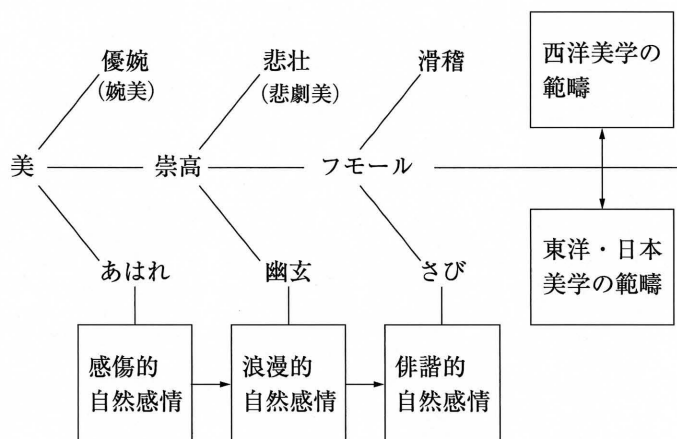 優婉
(婉美)
悲壮
(悲劇美)
滑稽
西洋美学の
範疇
美
崇高
フモール
東洋・日本
美学の範疇
あはれ
幽玄
さび
感傷的
自然感情
浪漫的
自然感情
俳諧的
自然感情